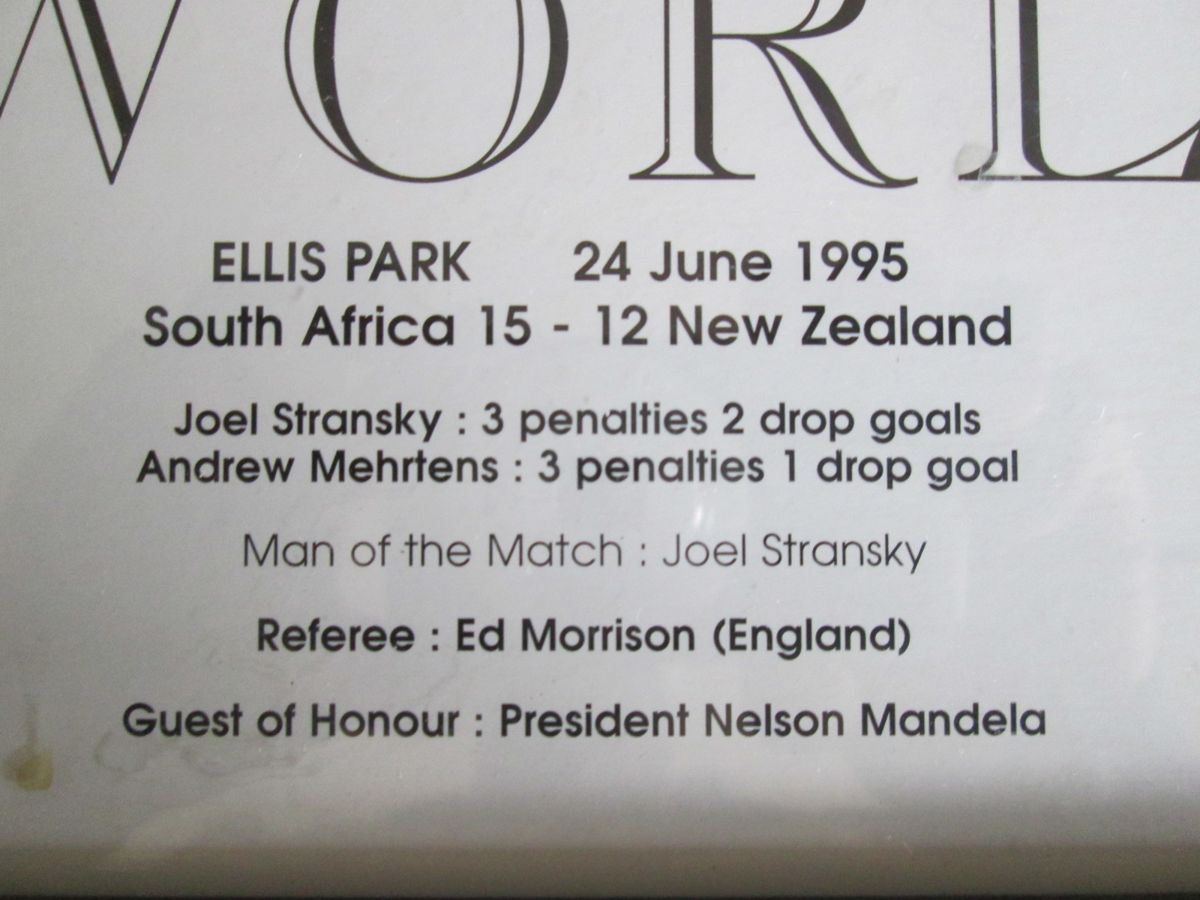 WORL
ELLIS PARK 24 June 1995
South Africa 15 - 12 New Zealand
Joel Stransky : 3 penalties 2 drop goals
Andrew Mehrtens : 3 penalties 1 drop goal
Man of the Match : Joel Stransky
Referee : Ed Morrison (England)
Guest of Honour : President Nelson Mandela